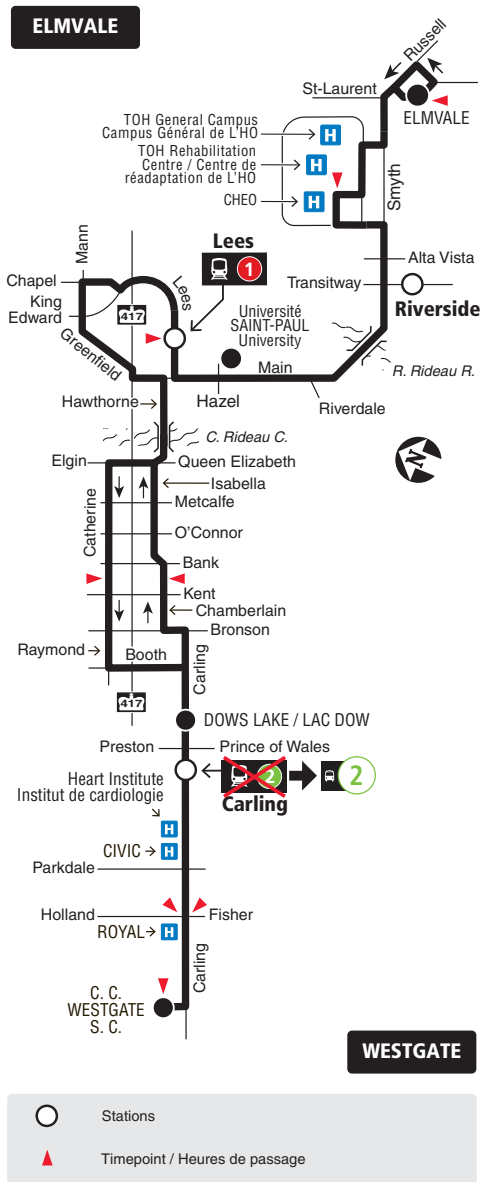 ELMVALE
Russell
St-Laurent
ELMVALE
TOH General Campus
Campus Général de L'HO
H
TOH Rehabilitation
Centre / Centre de
réadaptation de L'HO
H
CHEO
H
Smyth
Mann
Alta Vista
Lees
1
Chapel
Lees
Transitway
Riverside
King
Edward
417
Université
SAINT-PAUL
University
Greenfield
Main
R. Rideau R.
Hawthorne
Hazel
Riverdale
C. Rideau C.
N
Elgin
Queen Elizabeth
Isabella
Catherine
Metcalfe
O'Connor
Bank
Kent
Chamberlain
Bronson
Raymond
Booth
Carling
417
DOWS LAKE / LAC DOW
Preston
Prince of Wales
2
2
Carling
Heart Institute
Institut de cardiologie
H
CIVIC
H
Parkdale
Holland
Fisher
ROYAL
H
Carling
C. C.
WESTGATE
S. C.
WESTGATE
Stations
Timepoint / Heures de passage